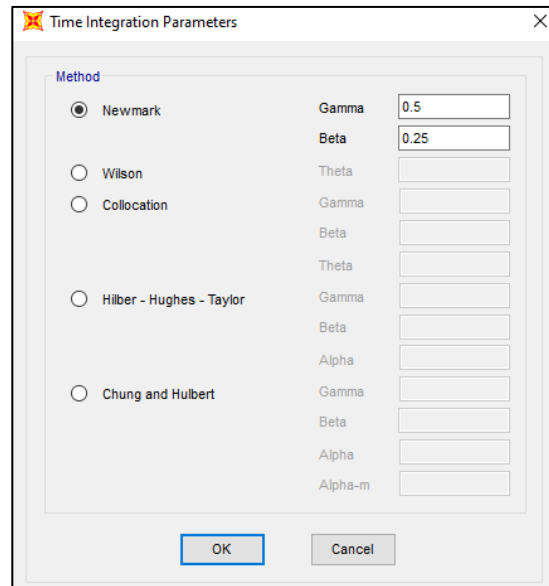 Time Integration Parameters
Method
Newmark Gamma 0.5
Beta 0.25
Wilson Theta
Collocation Gamma
Beta
Theta
Hilber - Hughes - Taylor Gamma
Beta
Alpha
Chung and Hulbert Gamma
Beta
Alpha
Alpha-m
OK Cancel